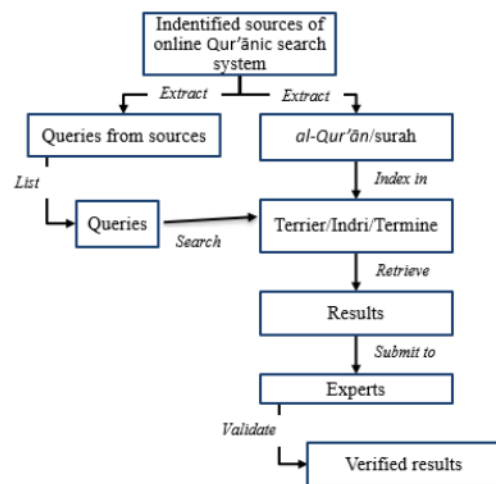 Indentified sources of
online Qur’ānic search
system
Extract
Extract
Queries from sources
al-Qur’ān/surah
List
Index in
Queries
Search
Terrier/Indri/Termine
Retrieve
Results
Submit to
Experts
Validate
Verified results